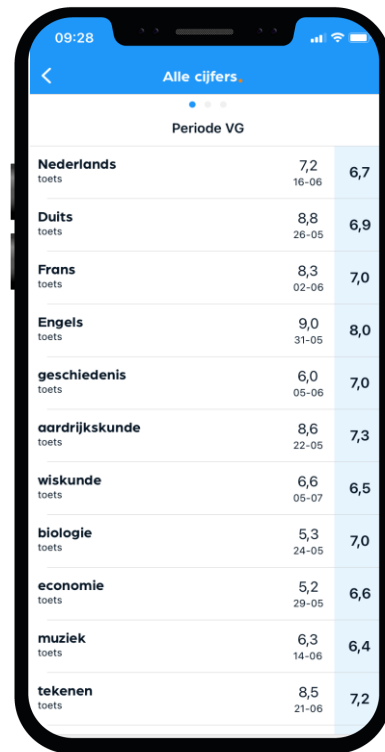 09:28
Alle cijfers.
Periode VG
Nederlands 7,2 6,7
toets 16-06
Duits 8,8 6,9
toets 26-05
Frans 8,3 7,0
toets 02-06
Engels 9,0 8,0
toets 31-05
geschiedenis 6,0 7,0
toets 05-06
aardrijkskunde 8,6 7,3
toets 22-05
wiskunde 6,6 6,5
toets 05-07
biologie 5,3 7,0
toets 24-05
economie 5,2 6,6
toets 29-05
muziek 6,3 6,4
toets 14-06
tekenen 8,5 7,2
toets 21-06